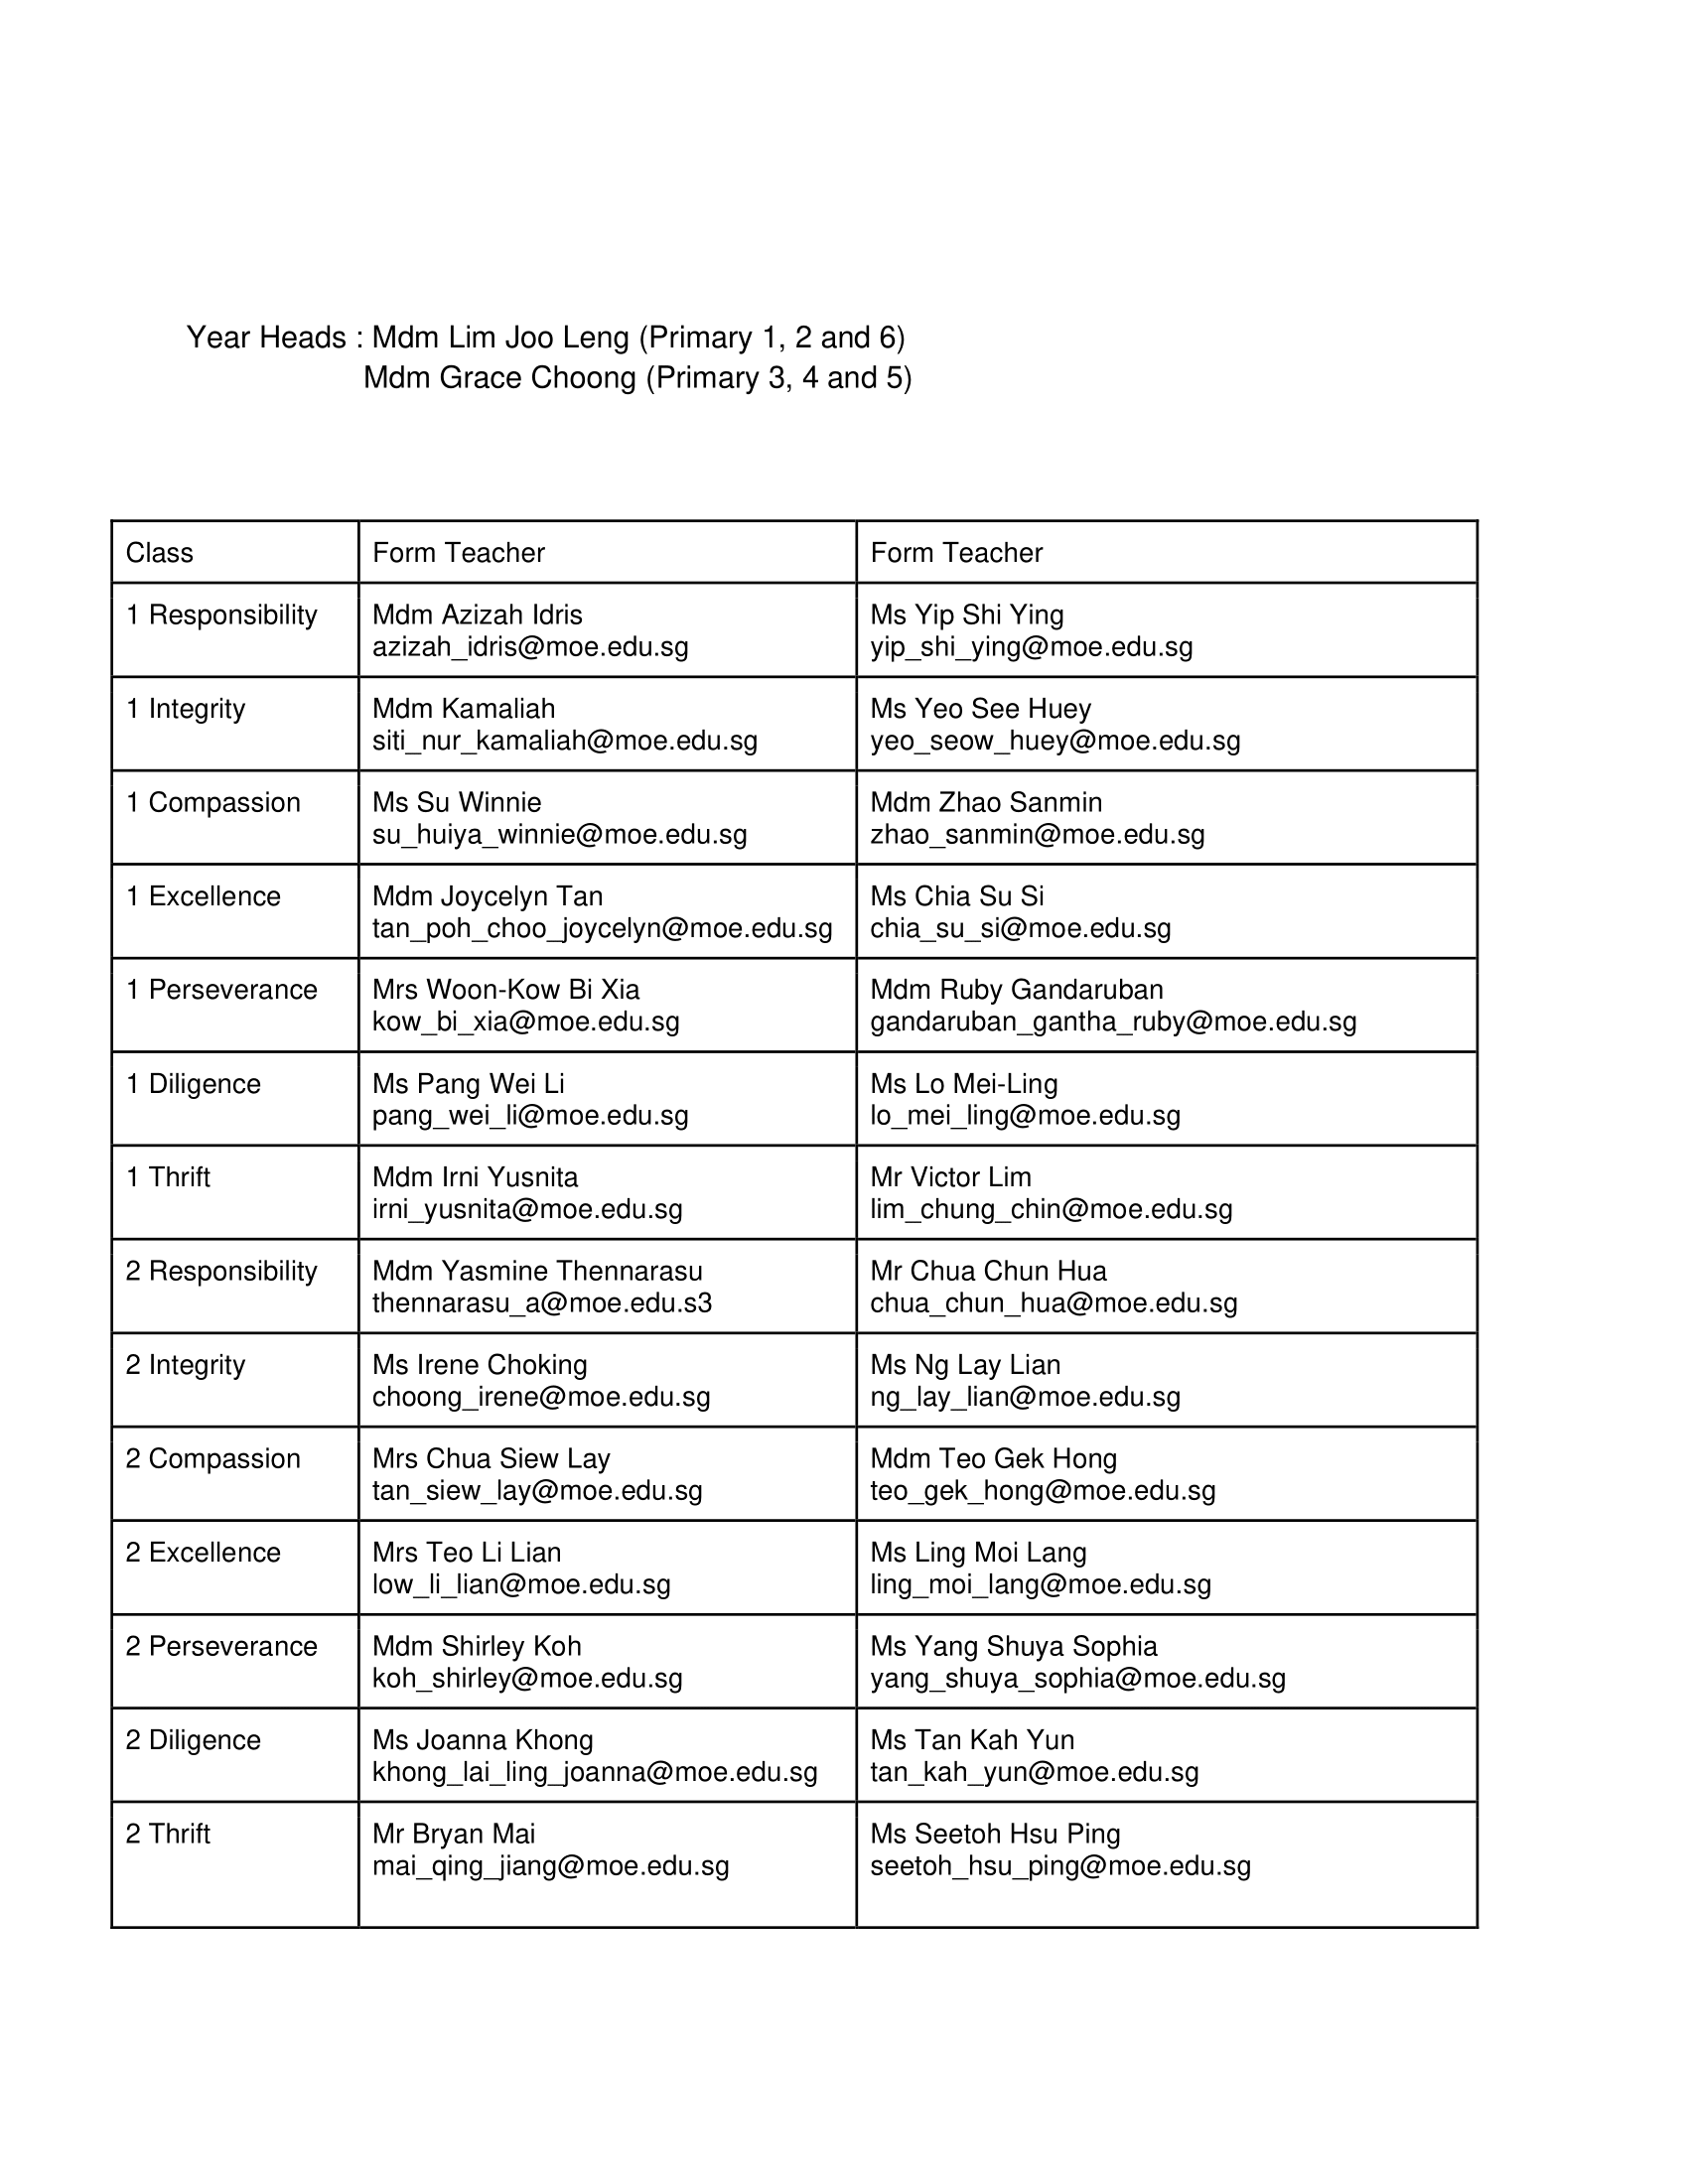 Year Heads : Mdm Lim Joo Leng (Primary 1, 2 and 6)
Mdm Grace Choong (Primary 3, 4 and 5)
Class Form Teacher Form Teacher
1 Responsibility Mdm Azizah Idris Ms Yip Shi Ying
azizah_idris@moe.edu.sg yip_shi_ying@moe.edu.sg
1 Integrity Mdm Kamaliah Ms Yeo See Huey
siti_nur_kamaliah@moe.edu.sg yeo_seow_huey@moe.edu.sg
1 Compassion Ms Su Winnie Mdm Zhao Sanmin
su_huiya_winnie@moe.edu.sg zhao_sanmin@moe.edu.sg
1 Excellence Mdm Joycelyn Tan Ms Chia Su Si
tan_poh_choo_joycelyn@moe.edu.sg chia_su_si@moe.edu.sg
1 Perseverance Mrs Woon-Kow Bi Xia Mdm Ruby Gandaruban
kow_bi_xia@moe.edu.sg gandaruban_gantha_ruby@moe.edu.sg
1 Diligence Ms Pang Wei Li Ms Lo Mei-Ling
pang_wei_li@moe.edu.sg lo_mei_ling@moe.edu.sg
1 Thrift Mdm Irni Yusnita Mr Victor Lim
irni_yusnita@moe.edu.sg lim_chung_chin@moe.edu.sg
2 Responsibility Mdm Yasmine Thennarasu Mr Chua Chun Hua
thennarasu_a@moe.edu.s3 chua_chun_hua@moe.edu.sg
2 Integrity Ms Irene Choking Ms Ng Lay Lian
choong_irene@moe.edu.sg ng_lay_lian@moe.edu.sg
2 Compassion Mrs Chua Siew Lay Mdm Teo Gek Hong
tan_siew_lay@moe.edu.sg teo_gek_hong@moe.edu.sg
2 Excellence Mrs Teo Li Lian Ms Ling Moi Lang
low_li_lian@moe.edu.sg ling_moi_lang@moe.edu.sg
2 Perseverance Mdm Shirley Koh Ms Yang Shuya Sophia
koh_shirley@moe.edu.sg yang_shuya_sophia@moe.edu.sg
2 Diligence Ms Joanna Khong Ms Tan Kah Yun
khong_lai_ling_joanna@moe.edu.sg tan_kah_yun@moe.edu.sg
2 Thrift Mr Bryan Mai Ms Seetoh Hsu Ping
mai_qing_jiang@moe.edu.sg seetoh_hsu_ping@moe.edu.sg